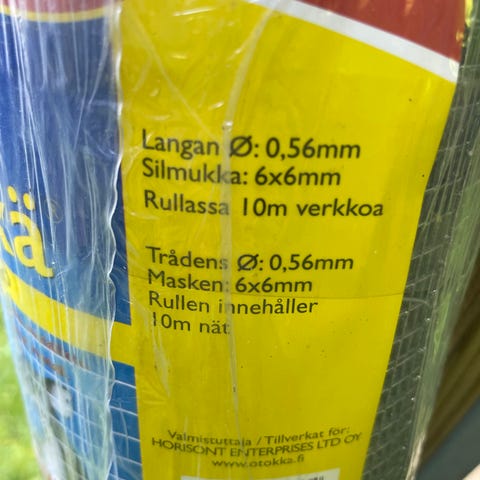 Langan Ø: 0,56mm
Silmukka: 6x6mm
Rullassa 10m verkkoa
Trådens Ø: 0,56mm
Masken: 6x6mm
Rullen innehåller
10m nät
Valmistuttaja / Tillverkat för:
HORISONT ENTERPRISES LTD OY
www.otokka.fi